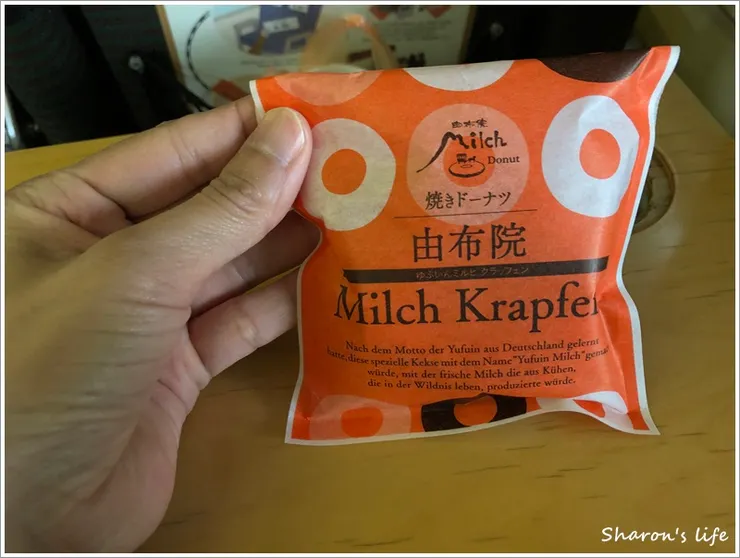 由布院
Milch
Donut
焼きドーナツ
由布院
ゆふいんミルヒ クラッフェン
Milch Krapfen
Nach dem Motto der Yufuin aus Deutschland gelernt
hatte, diese spezielle Kekse mit dem Name "Yufuin Milch" gema
würde, mit der frische Milch die aus Kühen,
die in der Wildnis leben, produzierte würde.
Sharon's life